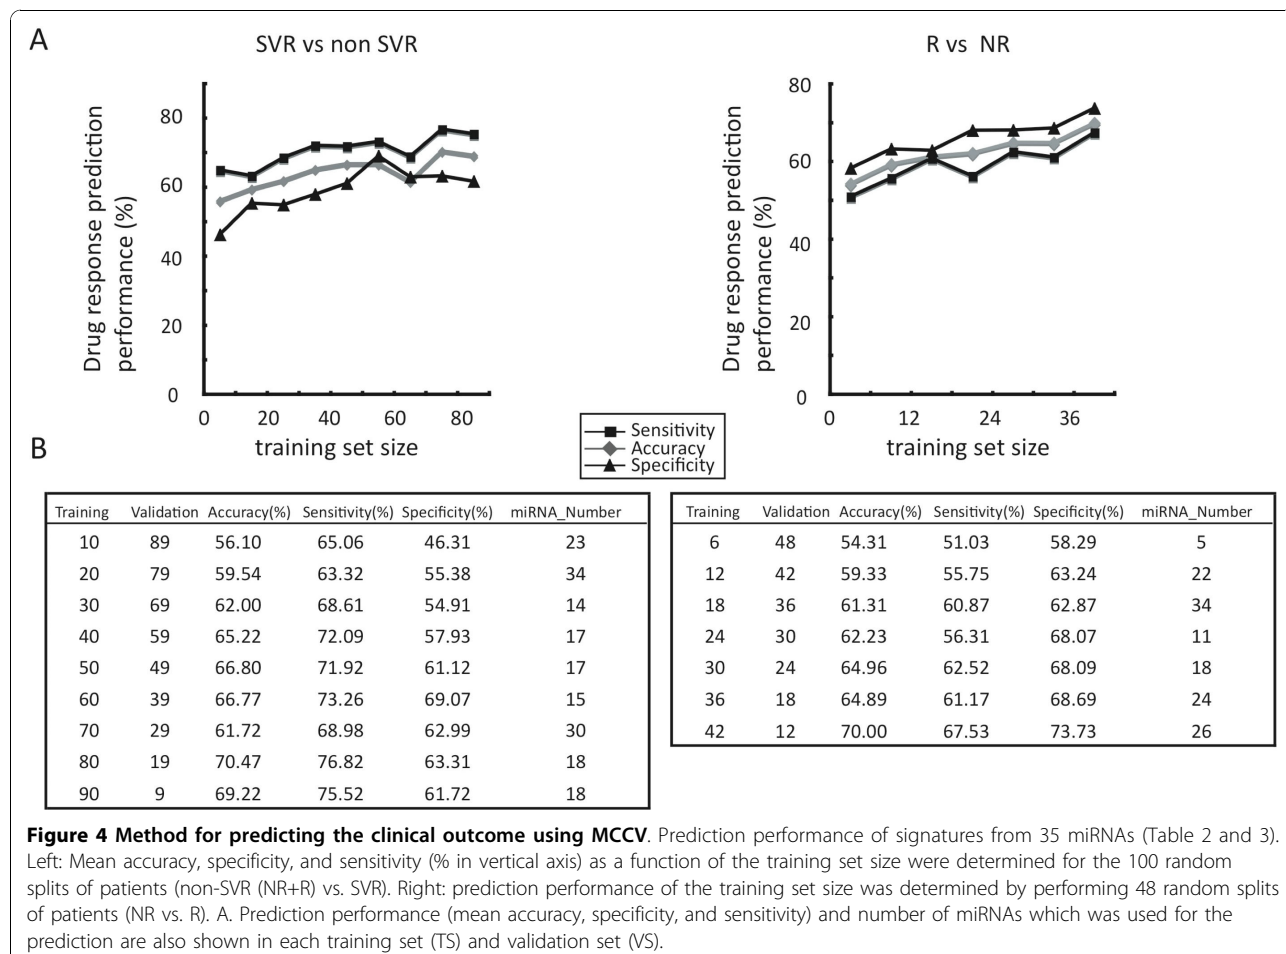 A
SVR vs non SVR
R vs NR
Drug response prediction
performance (%)
80
60
40
20
0
0 20 40 60 80
training set size
Drug response prediction
performance (%)
80
60
40
20
0
0 12 24 36
training set size
Sensitivity
Accuracy
Specificity
B
Training Validation Accuracy(%) Sensitivity(%) Specificity(%) miRNA_Number
10 89 56.10 65.06 46.31 23
20 79 59.54 63.32 55.38 34
30 69 62.00 68.61 54.91 14
40 59 65.22 72.09 57.93 17
50 49 66.80 71.92 61.12 17
60 39 66.77 73.26 69.07 15
70 29 61.72 68.98 62.99 30
80 19 70.47 76.82 63.31 18
90 9 69.22 75.52 61.72 18
Training Validation Accuracy(%) Sensitivity(%) Specificity(%) miRNA_Number
6 48 54.31 51.03 58.29 5
12 42 59.33 55.75 63.24 22
18 36 61.31 60.87 62.87 34
24 30 62.23 56.31 68.07 11
30 24 64.96 62.52 68.09 18
36 18 64.89 61.17 68.69 24
42 12 70.00 67.53 73.73 26
Figure 4 Method for predicting the clinical outcome using MCCV. Prediction performance of signatures from 35 miRNAs (Table 2 and 3).
Left: Mean accuracy, specificity, and sensitivity (% in vertical axis) as a function of the training set size were determined for the 100 random
splits of patients (non-SVR (NR+R) vs. SVR). Right: prediction performance of the training set size was determined by performing 48 random splits
of patients (NR vs. R). A. Prediction performance (mean accuracy, specificity, and sensitivity) and number of miRNAs which was used for the
prediction are also shown in each training set (TS) and validation set (VS).